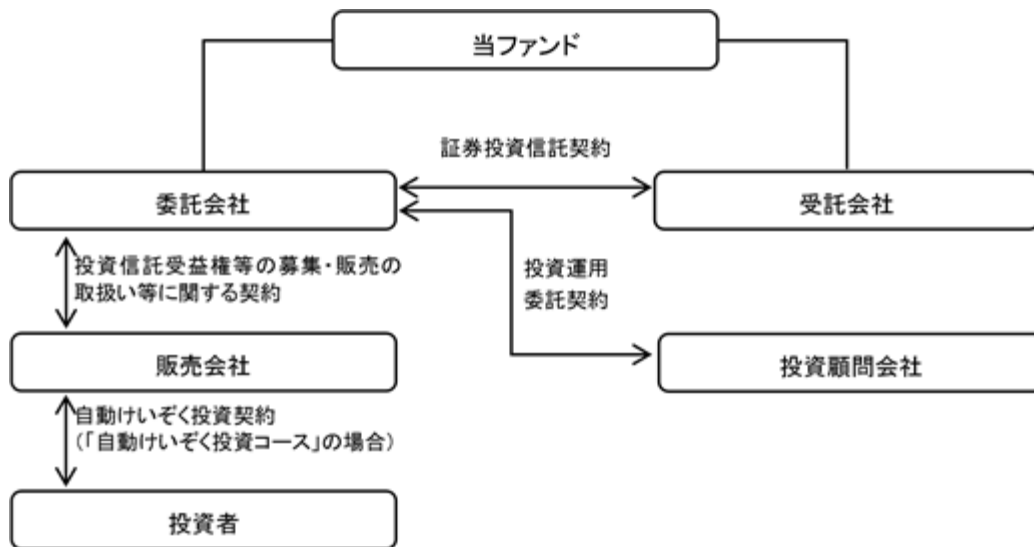 当ファンド
証券投資信託契約
委託会社
受託会社
投資信託受益権等の募集・販売の
取扱い等に関する契約
投資運用
委託契約
販売会社
投資顧問会社
自動けいぞく投資契約
(「自動けいぞく投資コース」の場合)
投資者